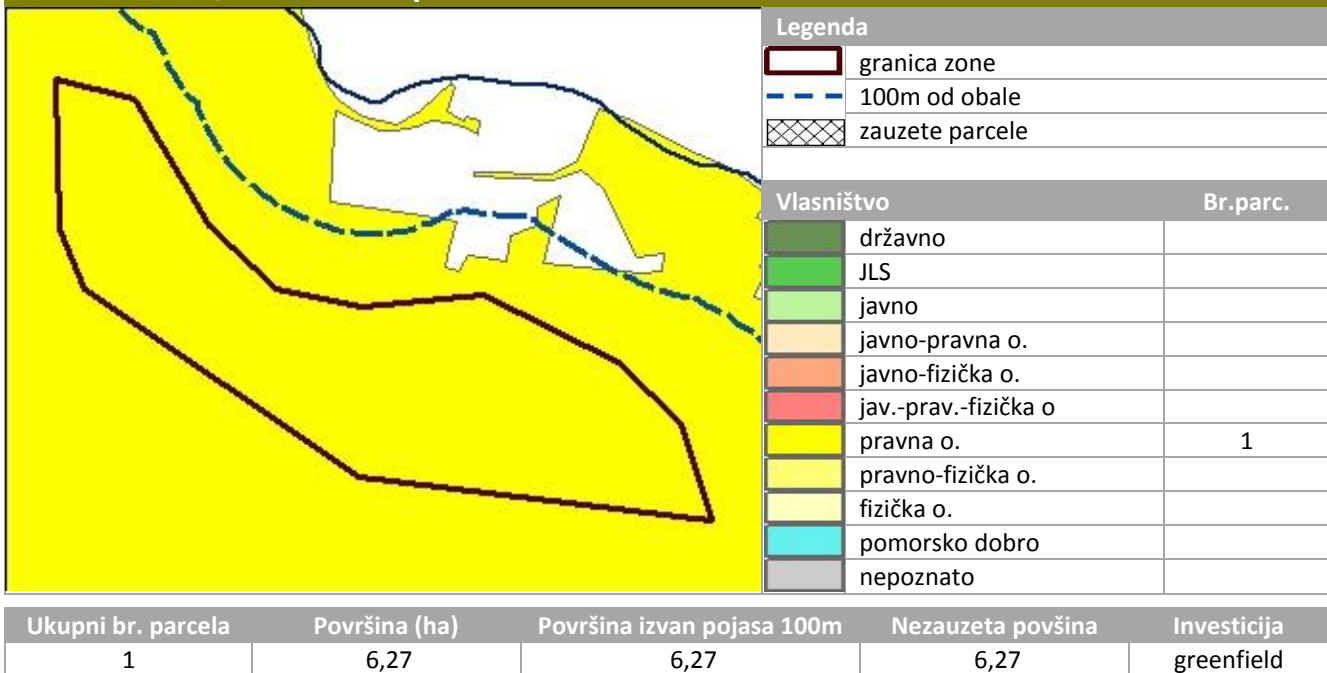 Legenda
granica zone
100m od obale
zauzete parcele
Vlasništvo Br.parc.
državno
JLS
javno
javno-pravna o.
javno-fizička o.
jav.-prav.-fizička o
pravna o. 1
pravno-fizička o.
fizička o.
pomorsko dobro
nepoznato
Ukupni br. parcela Površina (ha) Površina izvan pojasa 100m Nezauzeta povšina Investicija
1 6,27 6,27 6,27 greenfield